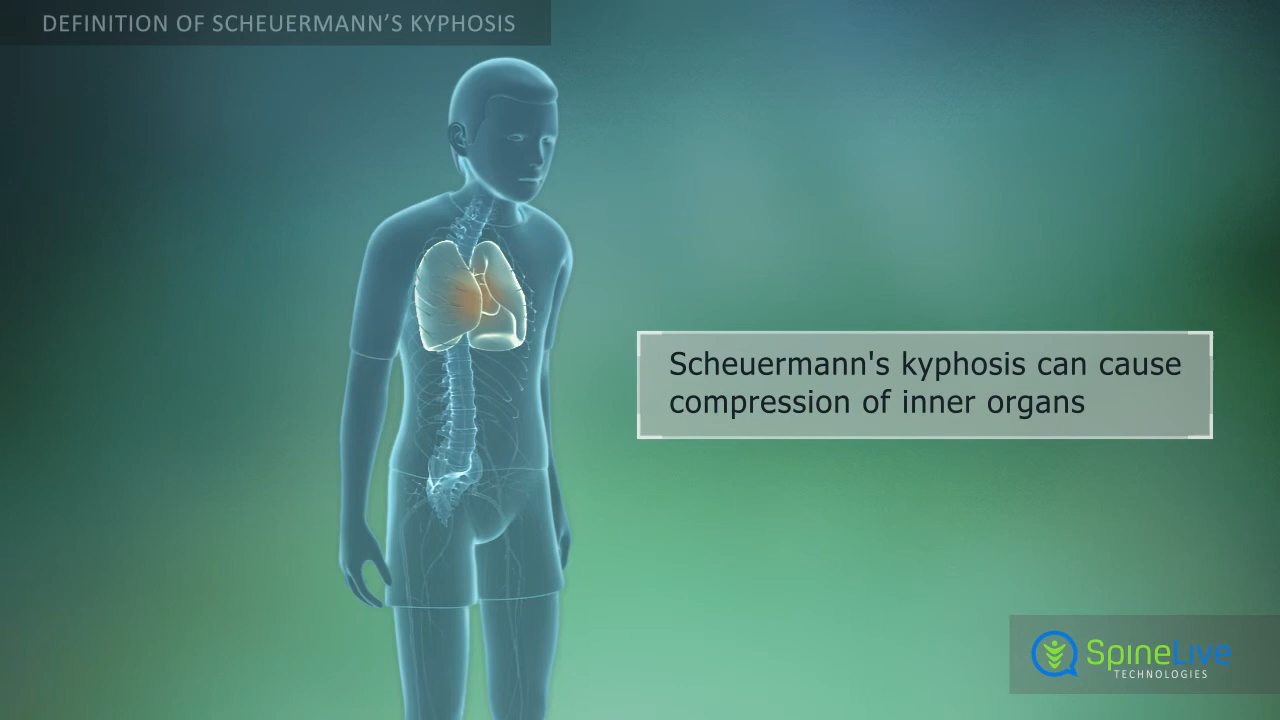 DEFINITION OF SCHEUERMANN’S KYPHOSIS
Scheuermann's kyphosis can cause
compression of inner organs
SpineLive
TECHNOLOGIES